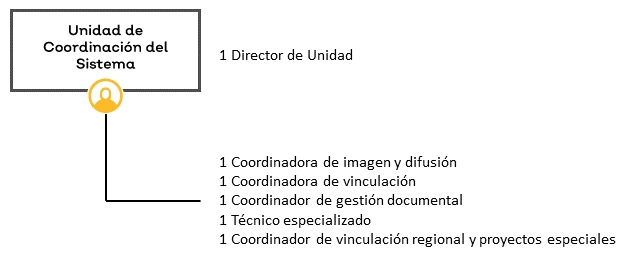 Unidad de
Coordinación del
Sistema
1 Director de Unidad
1 Coordinadora de imagen y difusión
1 Coordinadora de vinculación
1 Coordinador de gestión documental
1 Técnico especializado
1 Coordinador de vinculación regional y proyectos especiales